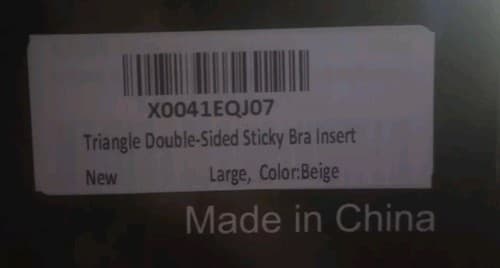 X0041EQJ07
Triangle Double-Sided Sticky Bra Insert
New Large, Color:Beige
Made in China